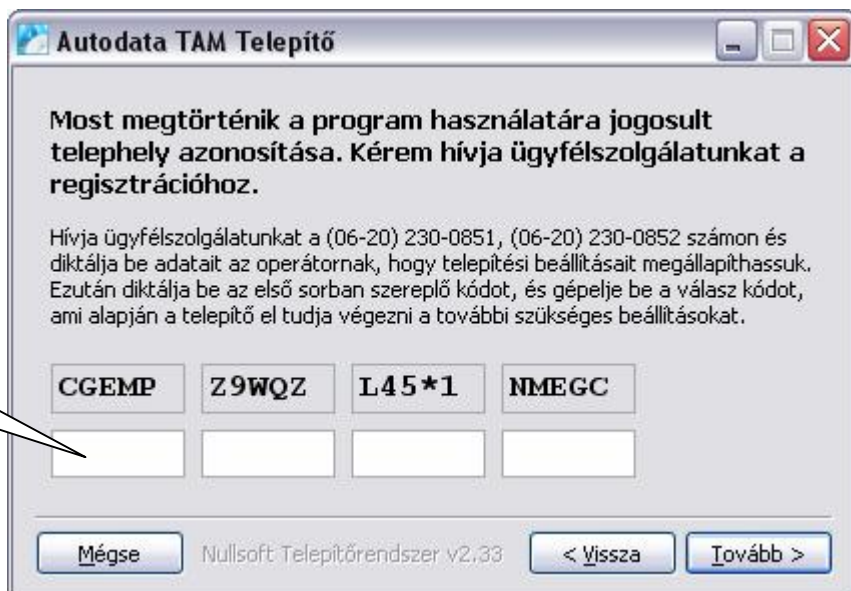 Autodata TAM Telepítő
Most megtörténik a program használatára jogosult
telephely azonosítása. Kérem hívja ügyfélszolgálatunkat a
regisztrációhoz.
Hívja ügyfélszolgálatunkat a (06-20) 230-0851, (06-20) 230-0852 számon és
diktálja be adatait az operátornak, hogy telepítési beállításait megállapíthassuk.
Ezután diktálja be az első sorban szereplő kódot, és gépelje be a válasz kódot,
ami alapján a telepítő el tudja végezni a további szükséges beállításokat.
CGEMP Z9WQZ L45*1 NMEGC
Mégse Nullsoft Telepítőrendszer v2.33 < Vissza Tovább >